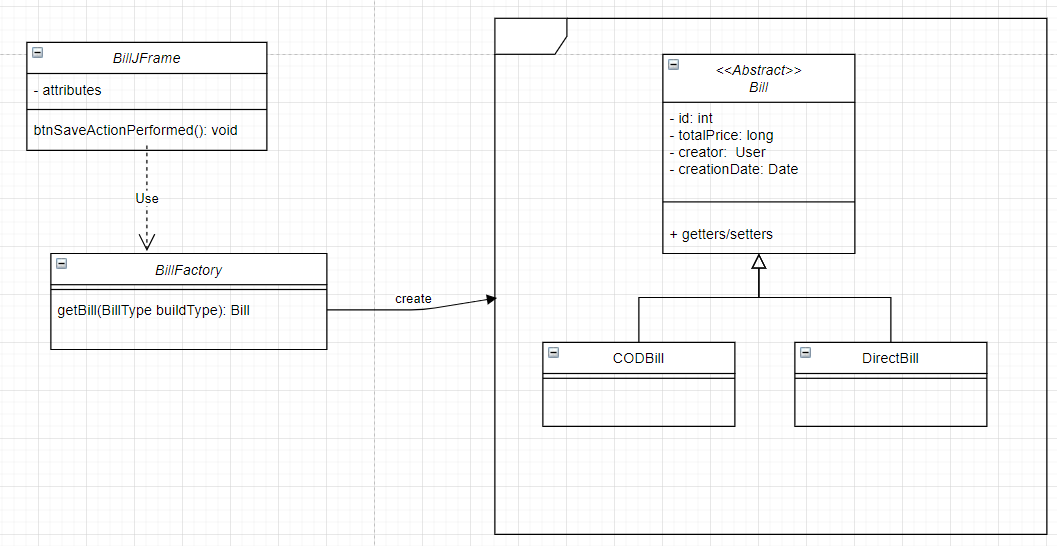 BillJFrame
- attributes
btnSaveActionPerformed(): void
Use
BillFactory
getBill(BillType buildType): Bill
create
<<Abstract>>
Bill
- id: int
- totalPrice: long
- creator:  User
- creationDate: Date
+ getters/setters
CODBill
DirectBill